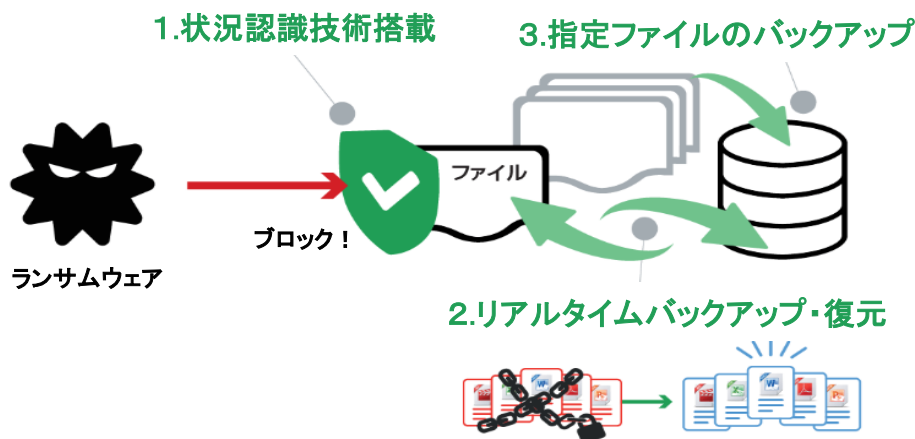 1.状況認識技術搭載
3.指定ファイルのバックアップ
ファイル
ブロック！
ランサムウェア
2.リアルタイムバックアップ・復元